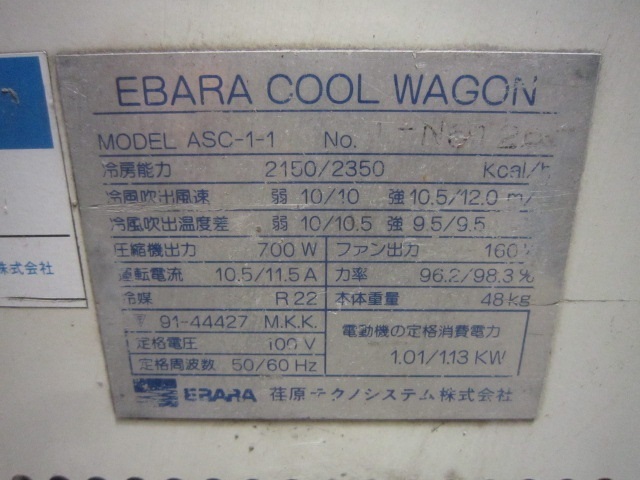 EBARA COOL WAGON
MODEL ASC-1-1 No.
冷房能力 2150/2350 Kcal/h
冷風吹出風速 弱 10/10 強 10.5/12.0 m/
冷風吹出温度差 弱 10/10.5 強 9.5/9.5
圧縮機出力 700 W ファン出力 160
運転電流 10.5/11.5 A 力率 96.2/98.3 %
冷媒 R 22 本体重量 48 kg
91-44427 M.K.K.
電動機の定格消費電力
定格電圧 100 V
1.01/1.13 KW
定格周波数 50/60 Hz
EBARA 荏原テクノシステム株式会社
株式会社